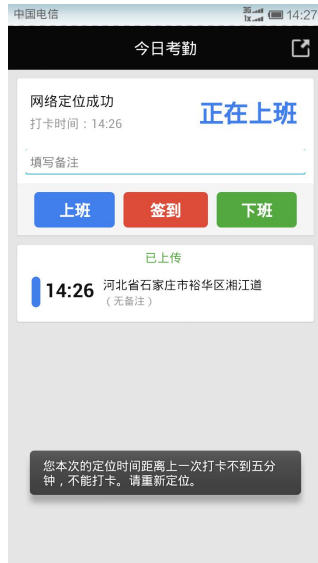 中国电信 3G 1X 14:27
今日考勤
网络定位成功
打卡时间：14:26
正在上班
填写备注
上班 签到 下班
已上传
14:26 河北省石家庄市裕华区湘江道
（无备注）
您本次的定位时间距离上一次打卡不到五分
钟，不能打卡。请重新定位。